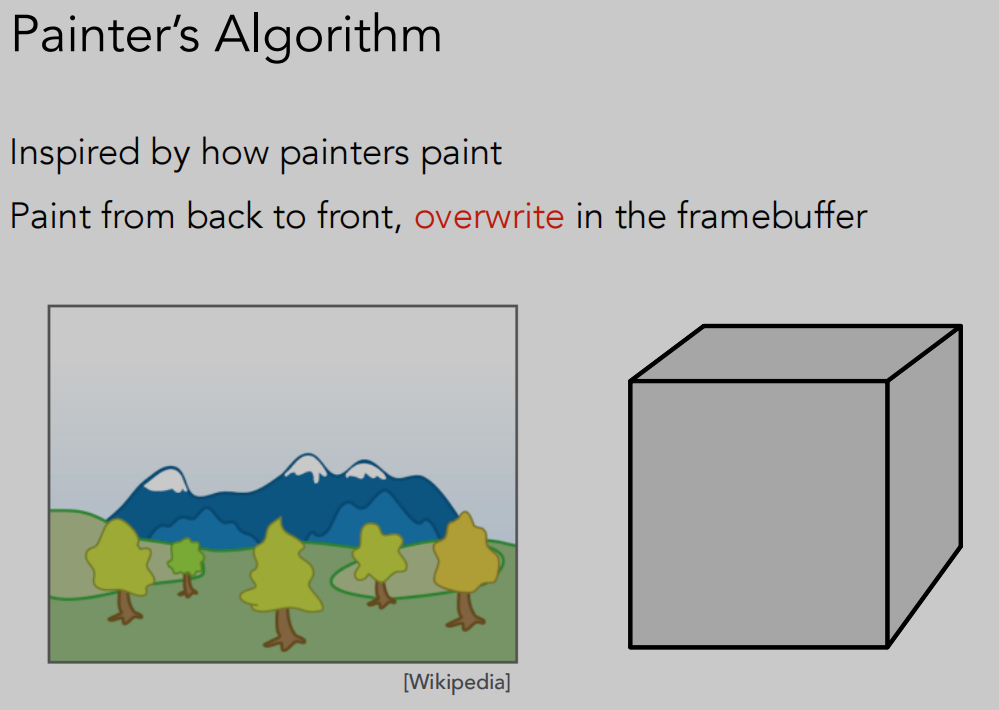 Painter’s Algorithm
Inspired by how painters paint
Paint from back to front, overwrite in the framebuffer
[Wikipedia]